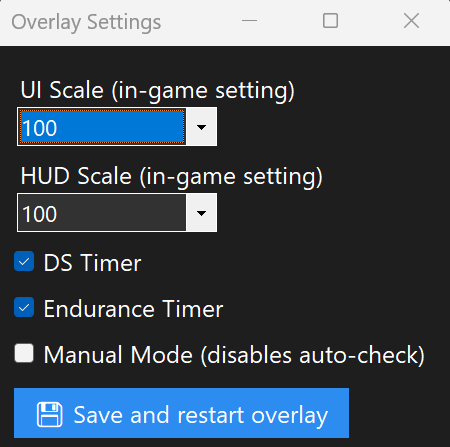 Overlay Settings
UI Scale (in-game setting)
100
HUD Scale (in-game setting)
100
DS Timer
Endurance Timer
Manual Mode (disables auto-check)
Save and restart overlay